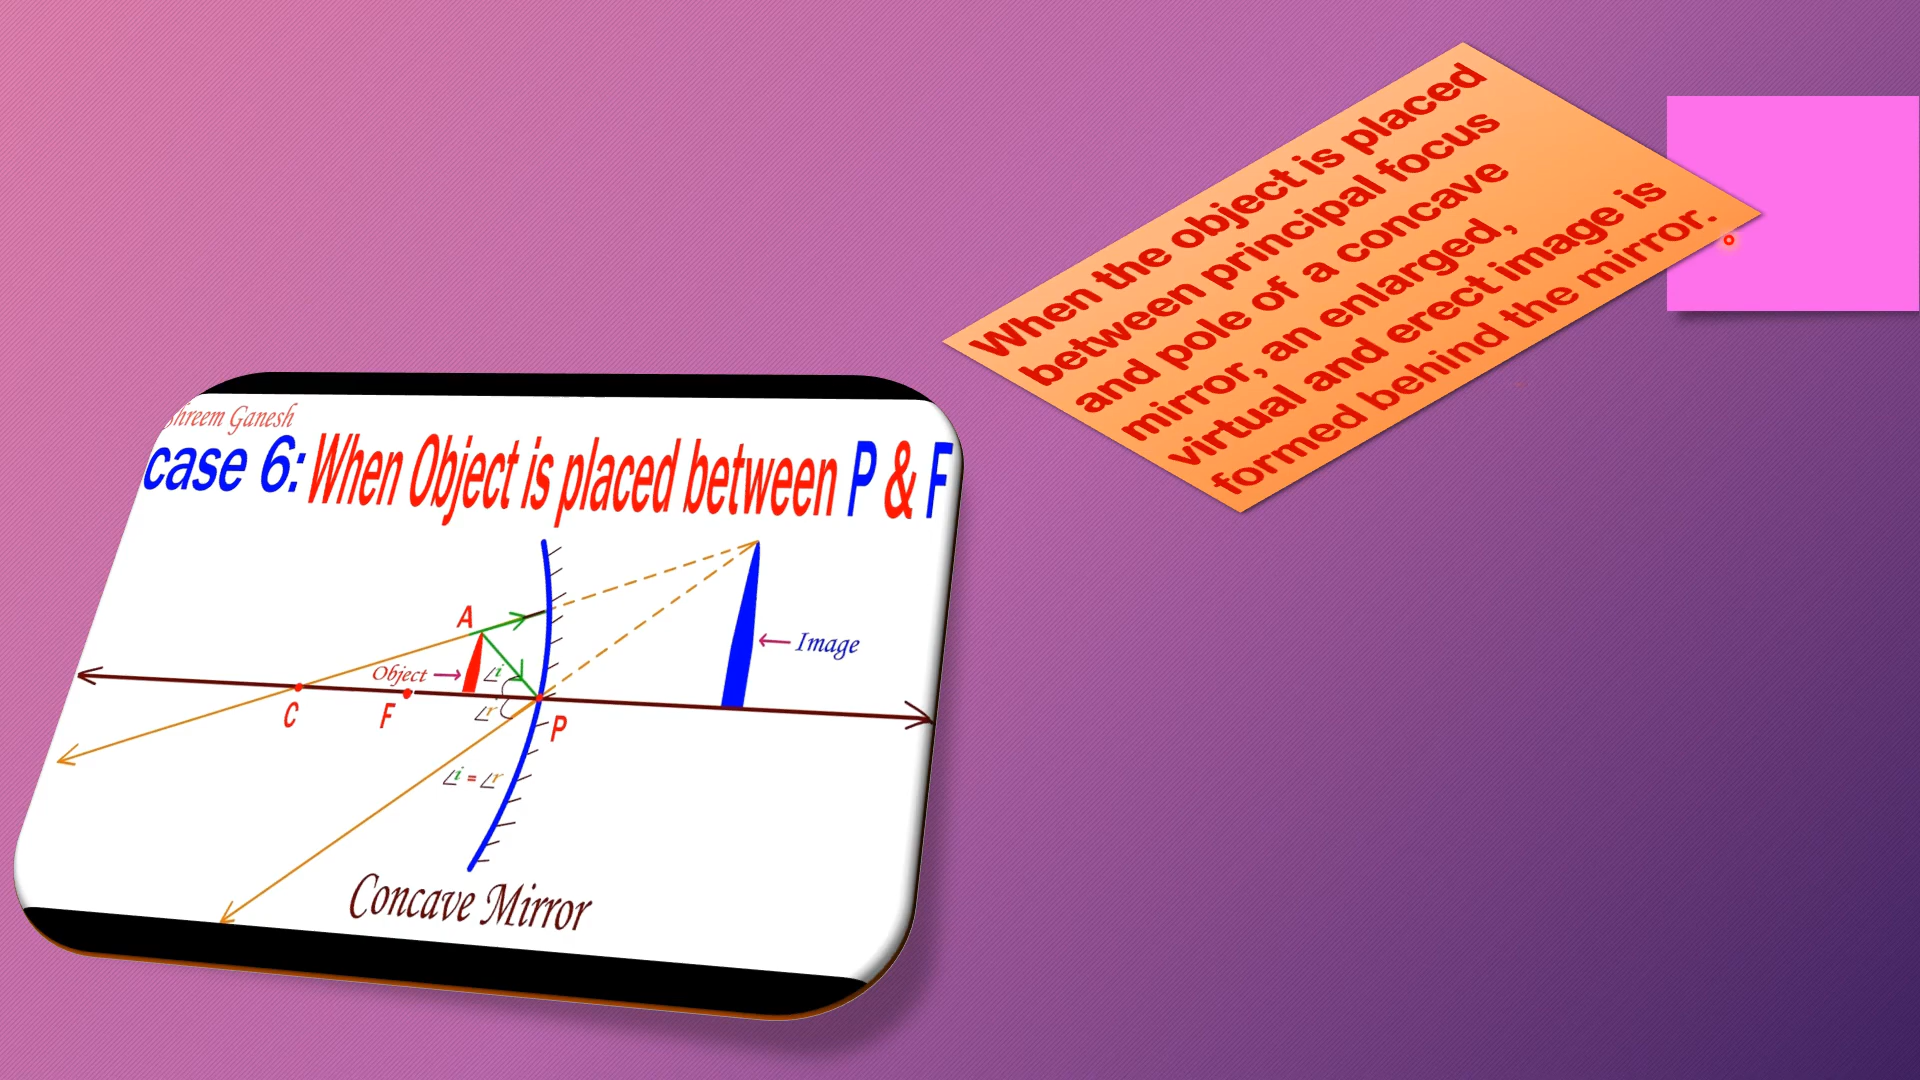 When the object is placed
between principal focus
and pole of a concave
mirror, an enlarged,
virtual and erect image is
formed behind the mirror.
Shreem Ganesh
case 6: When Object is placed between P & F
A
Object
Image
∠i
C
F
∠r
P
∠i = ∠r
Concave Mirror